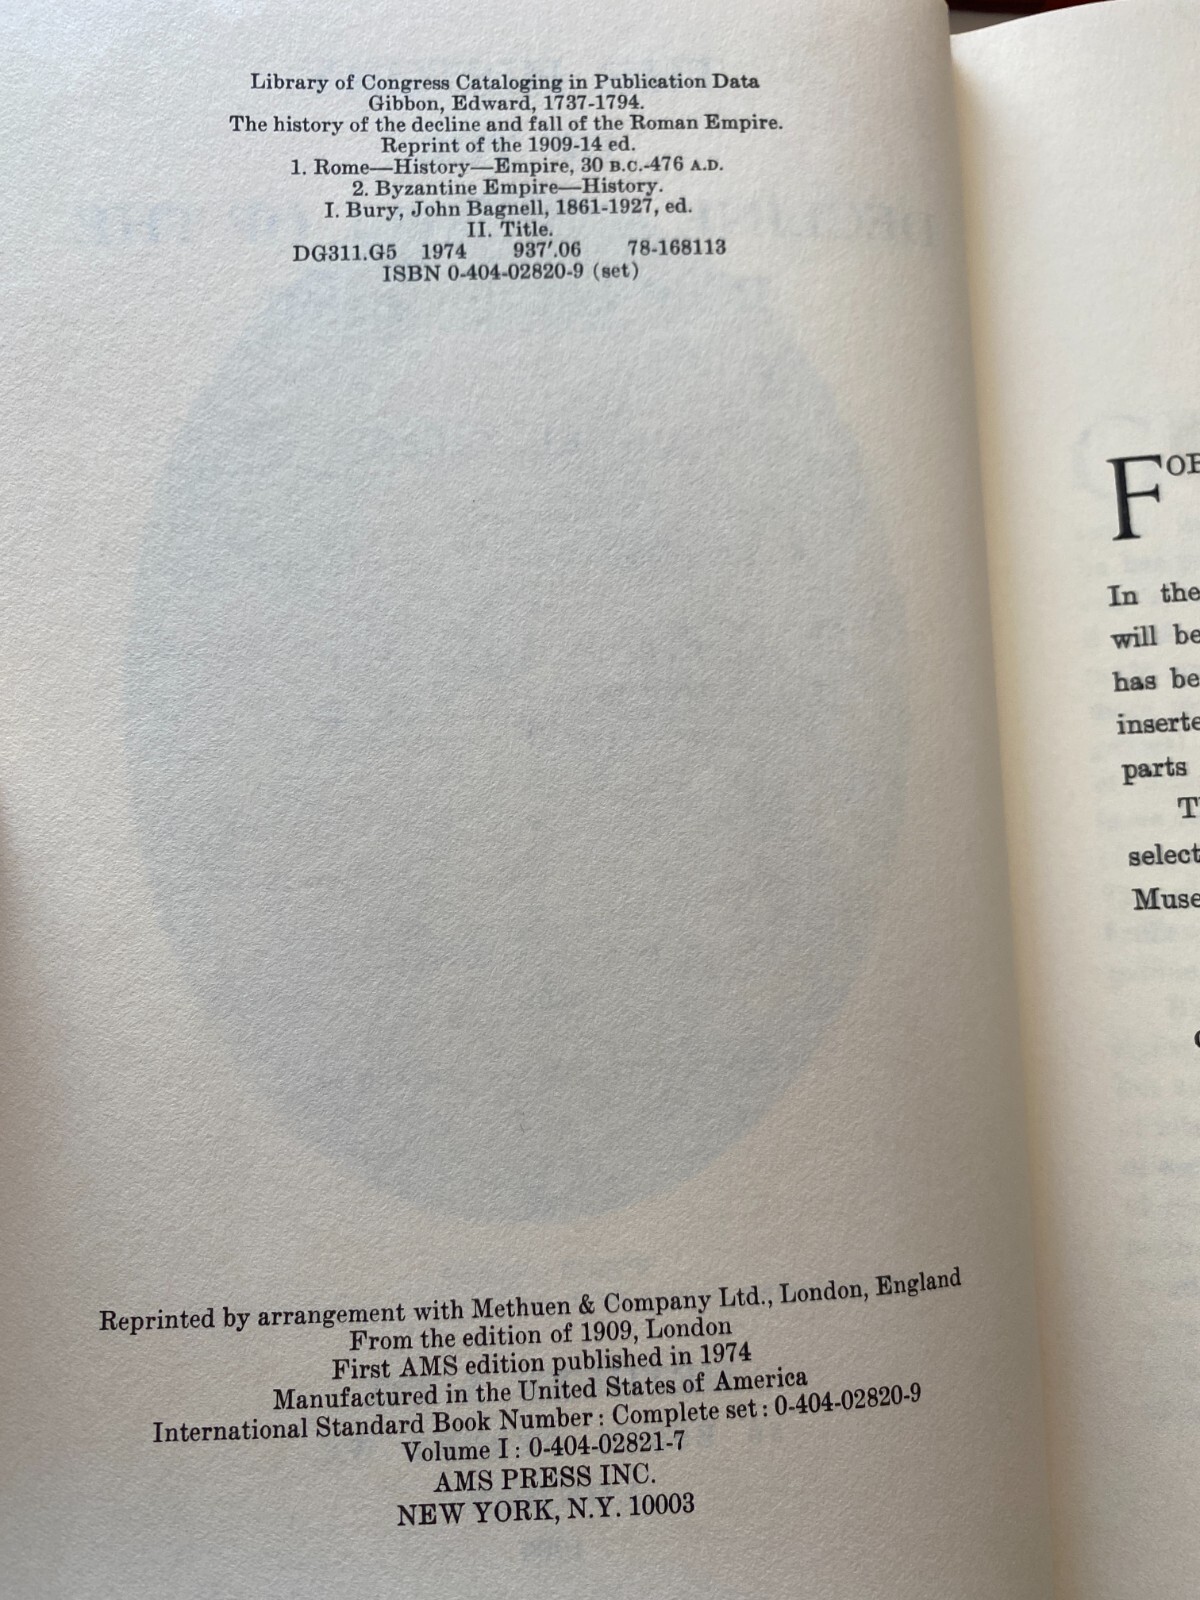 Library of Congress Cataloging in Publication Data
Gibbon, Edward, 1737-1794.
The history of the decline and fall of the Roman Empire.
Reprint of the 1909-14 ed.
1. Rome—History—Empire, 30 B.C.-476 A.D.
2. Byzantine Empire—History.
I. Bury, John Bagnell, 1861-1927, ed.
II. Title.
DG311.G5 1974 937′.06 78-168113
ISBN 0-404-02820-9 (set)
Reprinted by arrangement with Methuen & Company Ltd., London, England
From the edition of 1909, London
First AMS edition published in 1974
Manufactured in the United States of America
International Standard Book Number: Complete set: 0-404-02820-9
Volume I: 0-404-02821-7
AMS PRESS INC.
NEW YORK, N.Y. 10003
In the
will be
has be
parts
select